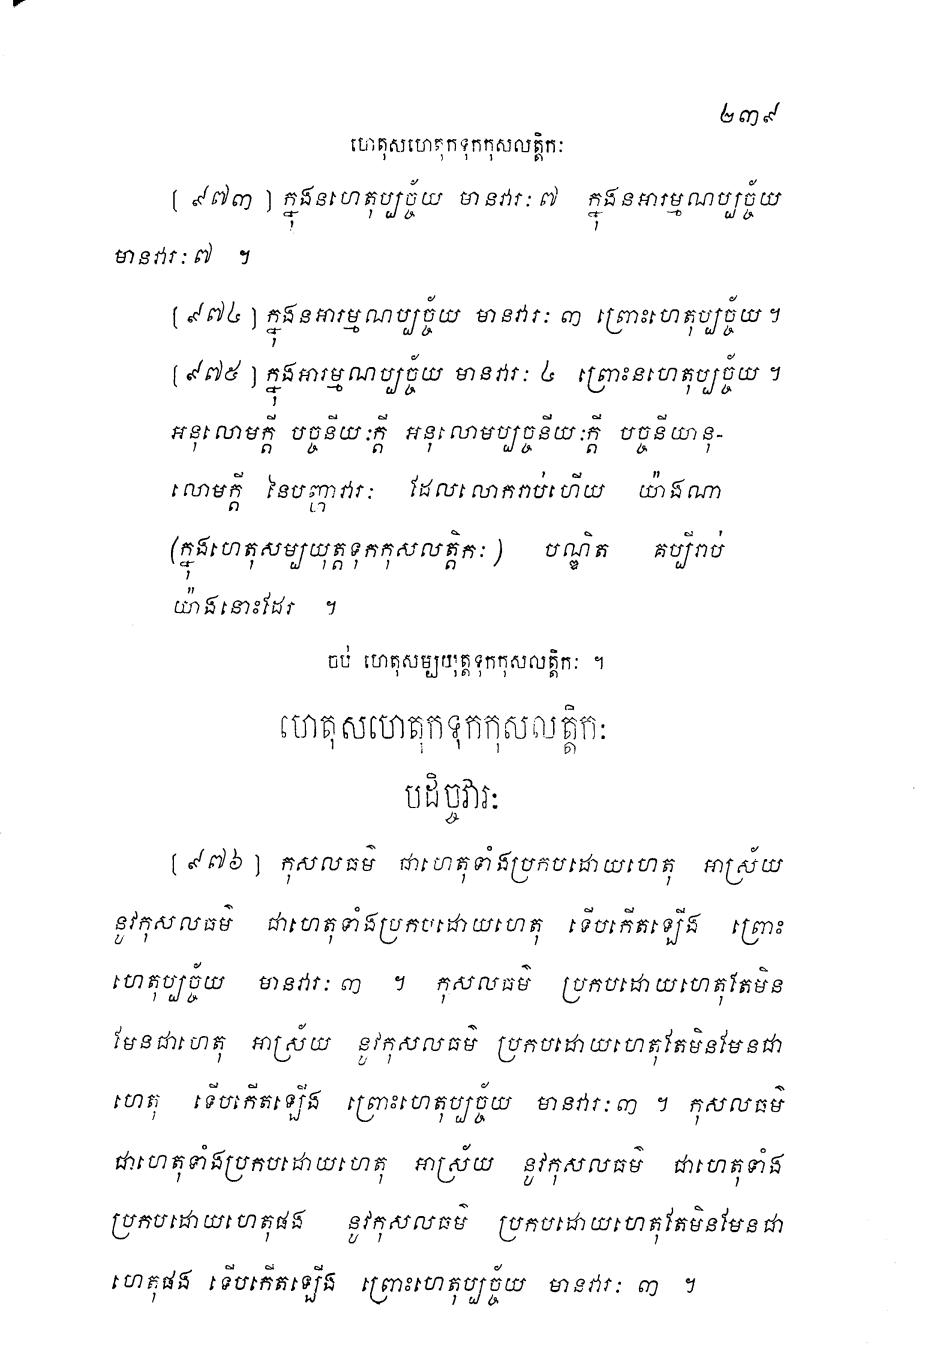 ២៣៩
ហេតុសហេតុកទុកកុសលត្តិកៈ
[ ៩៧៣ ] ក្នុងនហេតុប្បច្ច័យ មានវារៈ ៧ ក្នុងនអារម្មណប្បច្ច័យ
មានវារៈ ៧ ។
[ ៩៧៤ ] ក្នុងនអារម្មណប្បច្ច័យ មានវារៈ ៣ ព្រោះហេតុប្បច្ច័យ ។
[ ៩៧៥ ] ក្នុងអារម្មណប្បច្ច័យ មានវារៈ ៤ ព្រោះនហេតុប្បច្ច័យ ។
អនុលោមក្តី បច្ចនីយៈក្តី អនុលោមប្បច្ចនីយៈក្តី បច្ចនីយានុ-
លោមក្តី នៃបញ្ហាវារៈ ដែលលោករាប់ហើយ យ៉ាងណា
(ក្នុងហេតុសម្បយុត្តទុកកុសលត្តិកៈ) បណ្ឌិត គប្បីរាប់
យ៉ាងនោះដែរ ។
ចប់ ហេតុសម្បយុត្តទុកកុសលត្តិកៈ ។
ហេតុសហេតុកទុកកុសលត្តិកៈ
បដិច្ចវារៈ
[ ៩៧៦ ] កុសលធម៌ ជាហេតុទាំងប្រកបដោយហេតុ អាស្រ័យ
នូវកុសលធម៌ ជាហេតុទាំងប្រកបដោយហេតុ ទើបកើតឡើង ព្រោះ
ហេតុប្បច្ច័យ មានវារៈ ៣ ។ កុសលធម៌ ប្រកបដោយហេតុតែមិន
មែនជាហេតុ អាស្រ័យ នូវកុសលធម៌ ប្រកបដោយហេតុតែមិនមែនជា
ហេតុ ទើបកើតឡើង ព្រោះហេតុប្បច្ច័យ មានវារៈ ៣ ។ កុសលធម៌
ជាហេតុទាំងប្រកបដោយហេតុ អាស្រ័យ នូវកុសលធម៌ ជាហេតុទាំង
ប្រកបដោយហេតុផង នូវកុសលធម៌ ប្រកបដោយហេតុតែមិនមែនជា
ហេតុផង ទើបកើតឡើង ព្រោះហេតុប្បច្ច័យ មានវារៈ ៣ ។